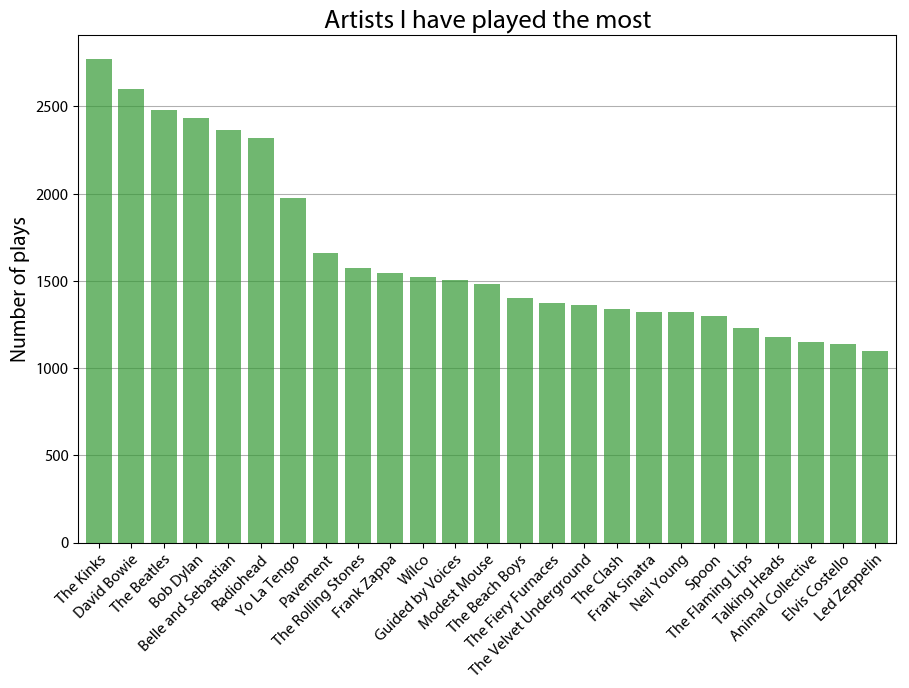 Artists I have played the most
Number of plays
2500
2000
1500
1000
500
0
The Kinks
David Bowie
The Beatles
Bob Dylan
Belle and Sebastian
Radiohead
Yo La Tengo
Pavement
The Rolling Stones
Frank Zappa
Wilco
Guided by Voices
Modest Mouse
The Beach Boys
The Fiery Furnaces
The Velvet Underground
The Clash
Frank Sinatra
Neil Young
Spoon
The Flaming Lips
Talking Heads
Animal Collective
Elvis Costello
Led Zeppelin